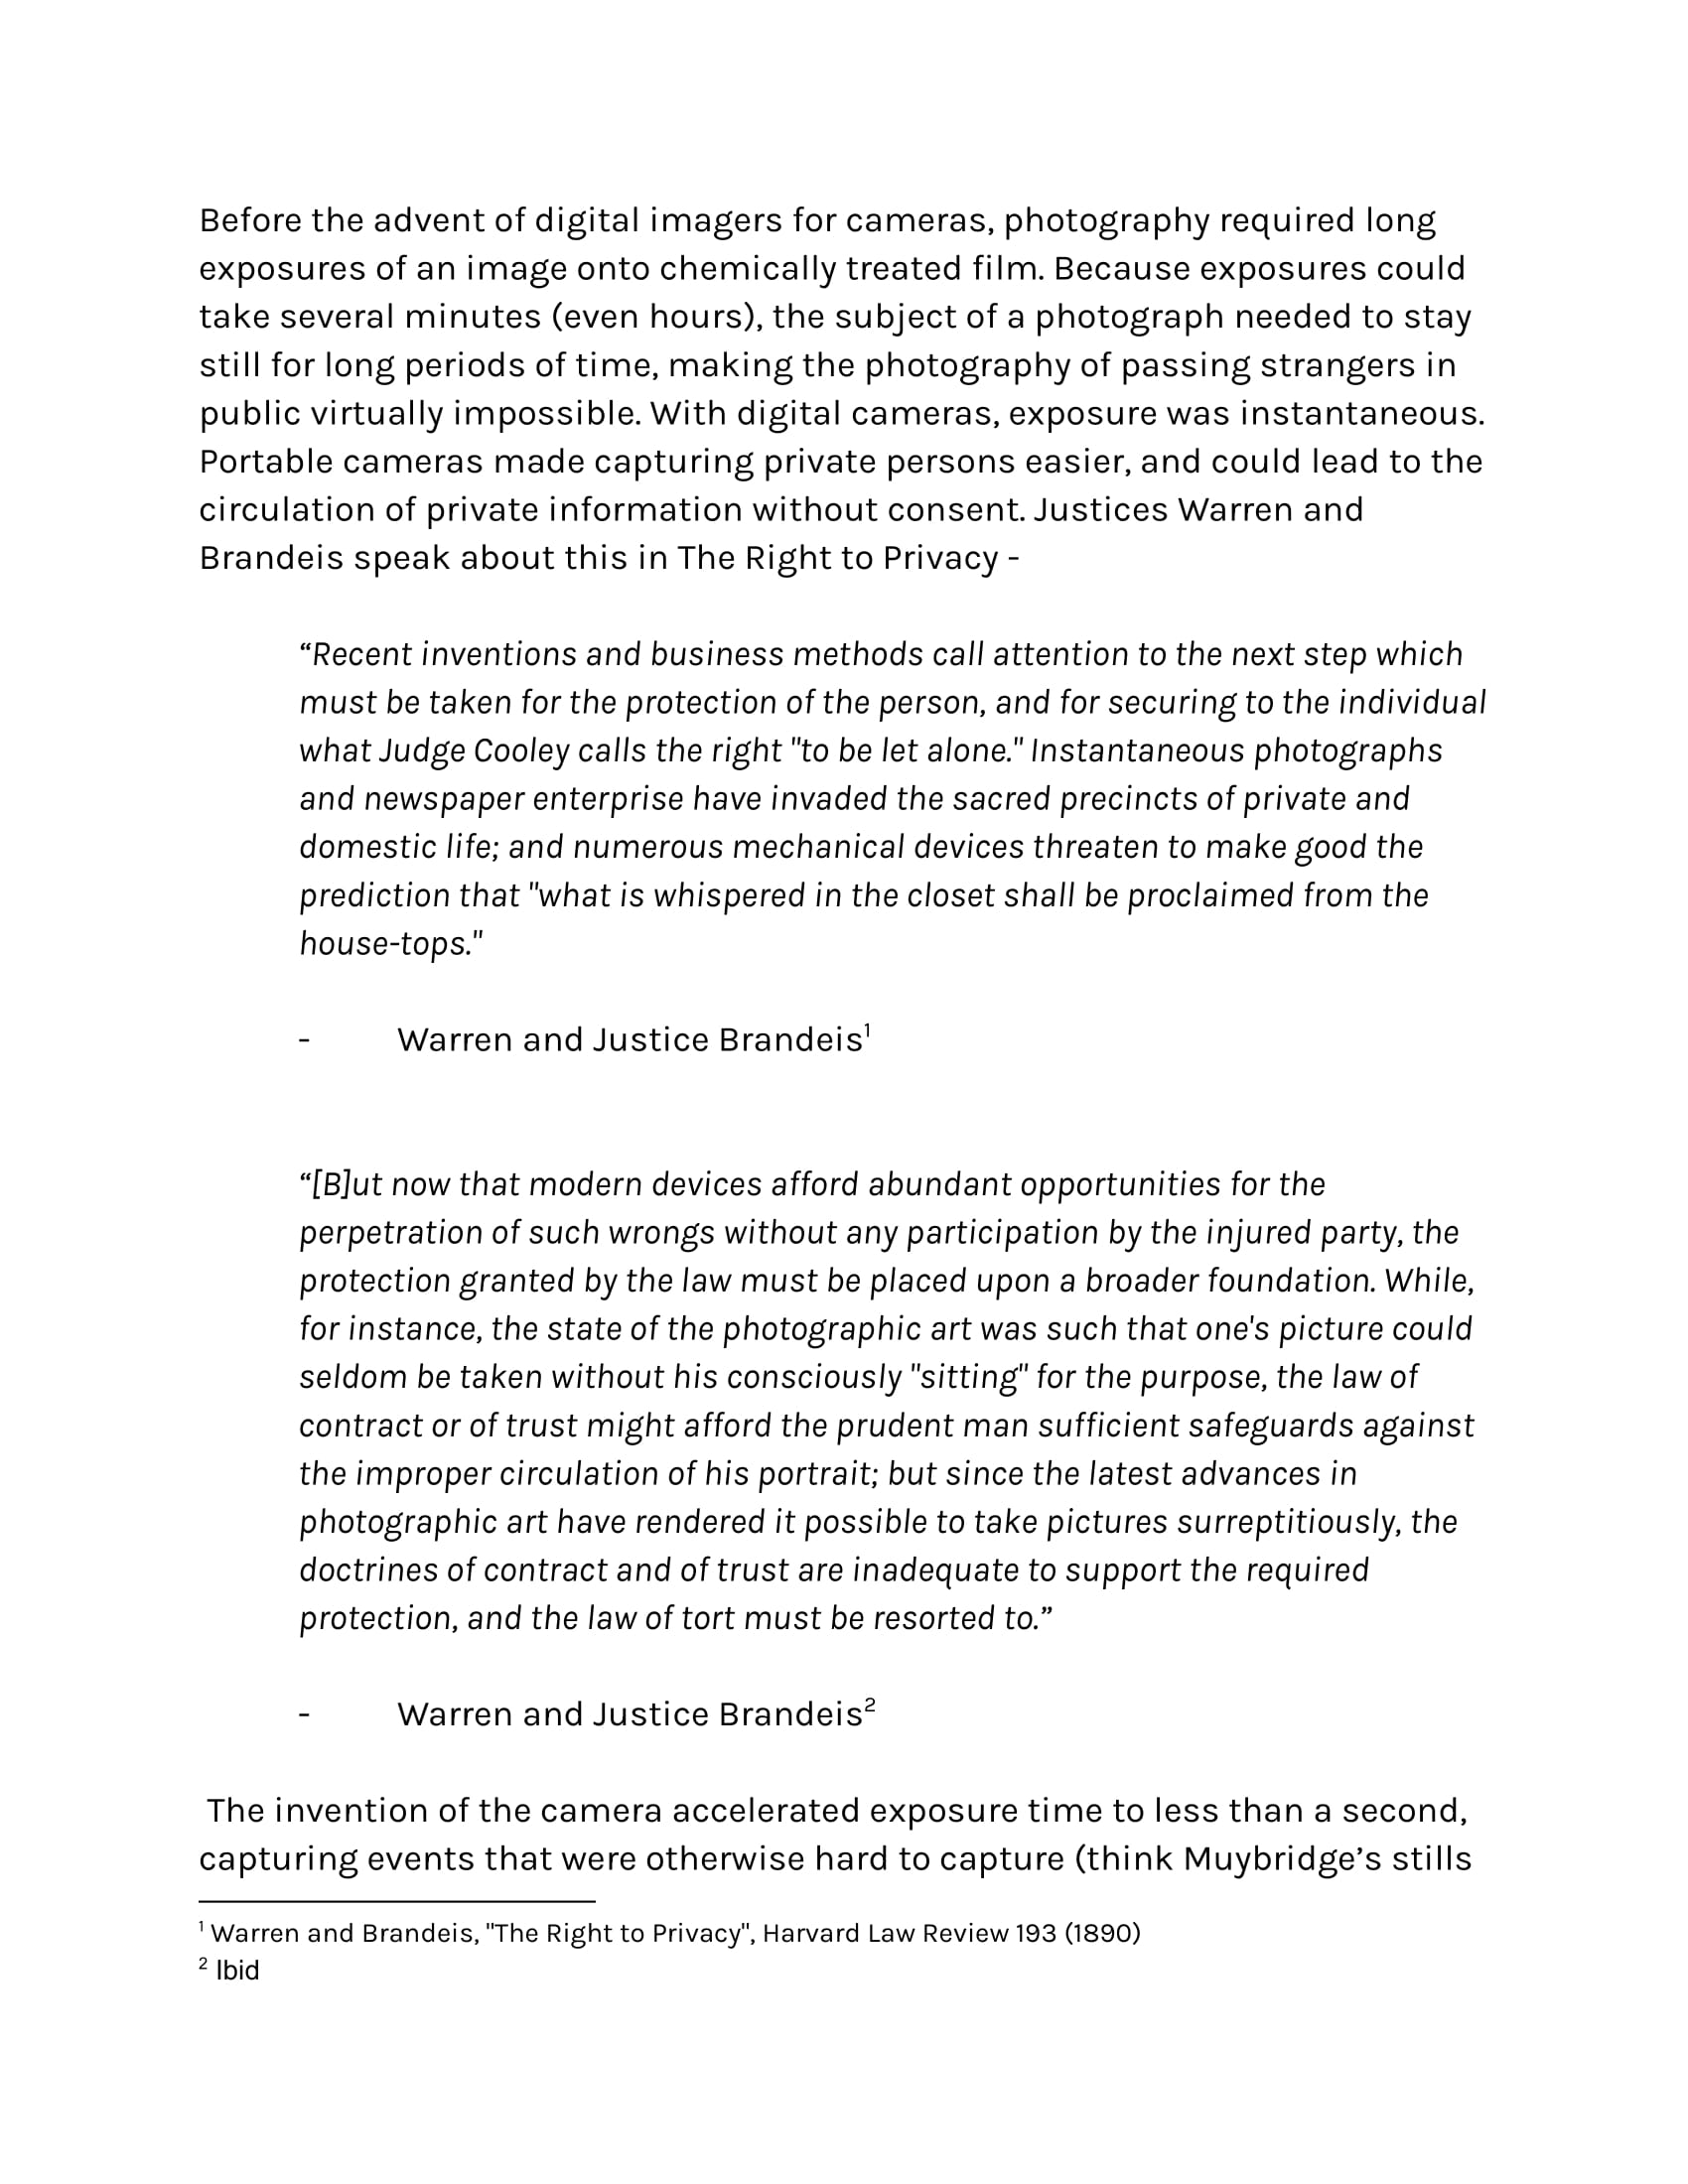 Before the advent of digital imagers for cameras, photography required long
exposures of an image onto chemically treated film. Because exposures could
take several minutes (even hours), the subject of a photograph needed to stay
still for long periods of time, making the photography of passing strangers in
public virtually impossible. With digital cameras, exposure was instantaneous.
Portable cameras made capturing private persons easier, and could lead to the
circulation of private information without consent. Justices Warren and
Brandeis speak about this in The Right to Privacy -
“Recent inventions and business methods call attention to the next step which
must be taken for the protection of the person, and for securing to the individual
what Judge Cooley calls the right "to be let alone." Instantaneous photographs
and newspaper enterprise have invaded the sacred precincts of private and
domestic life; and numerous mechanical devices threaten to make good the
prediction that "what is whispered in the closet shall be proclaimed from the
house-tops."
- Warren and Justice Brandeis¹
“[B]ut now that modern devices afford abundant opportunities for the
perpetration of such wrongs without any participation by the injured party, the
protection granted by the law must be placed upon a broader foundation. While,
for instance, the state of the photographic art was such that one's picture could
seldom be taken without his consciously "sitting" for the purpose, the law of
contract or of trust might afford the prudent man sufficient safeguards against
the improper circulation of his portrait; but since the latest advances in
photographic art have rendered it possible to take pictures surreptitiously, the
doctrines of contract and of trust are inadequate to support the required
protection, and the law of tort must be resorted to.”
- Warren and Justice Brandeis²
The invention of the camera accelerated exposure time to less than a second,
capturing events that were otherwise hard to capture (think Muybridge’s stills
¹ Warren and Brandeis, "The Right to Privacy", Harvard Law Review 193 (1890)
² Ibid